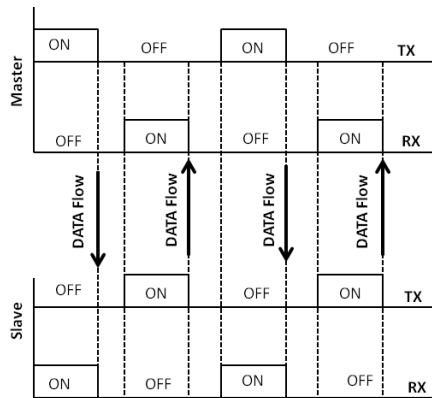 ON OFF ON OFF TX
Master
OFF ON OFF ON RX
DATA Flow DATA Flow DATA Flow DATA Flow
OFF ON OFF ON TX
Slave
ON OFF ON OFF RX